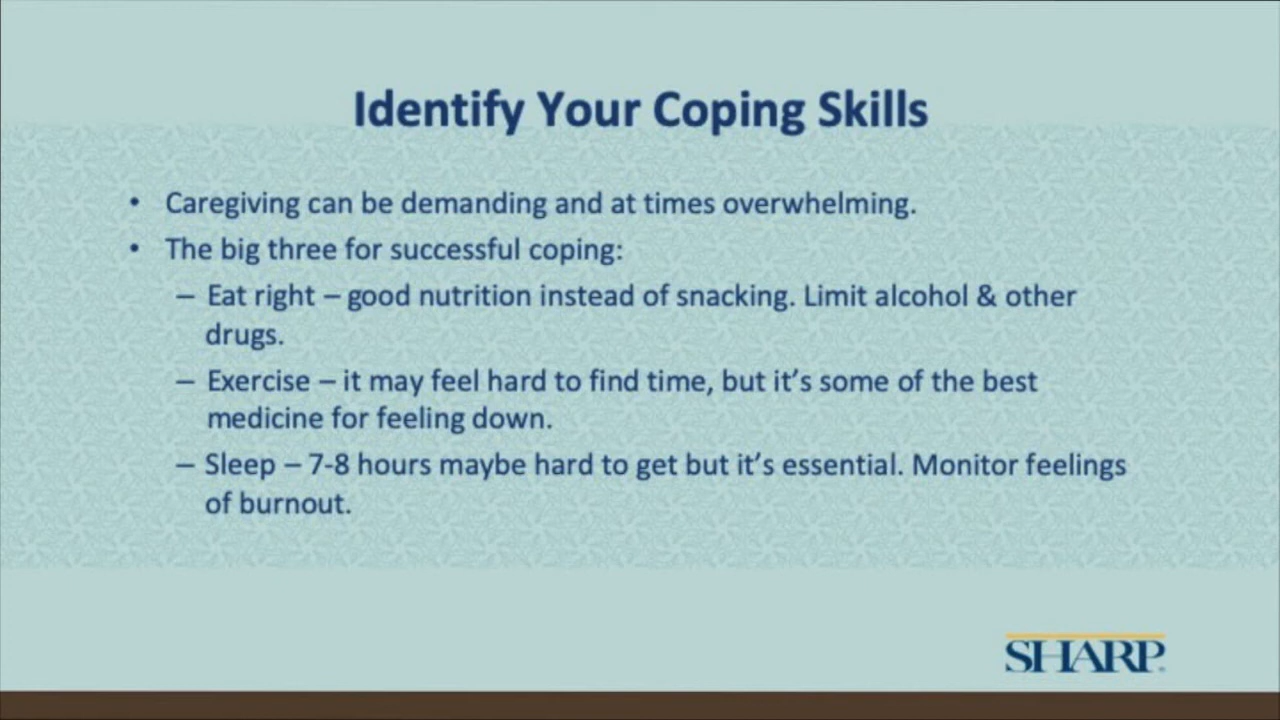 Identify Your Coping Skills
• Caregiving can be demanding and at times overwhelming.
• The big three for successful coping:
– Eat right – good nutrition instead of snacking. Limit alcohol & other
drugs.
– Exercise – it may feel hard to find time, but it's some of the best
medicine for feeling down.
– Sleep – 7-8 hours maybe hard to get but it's essential. Monitor feelings
of burnout.
SHARP